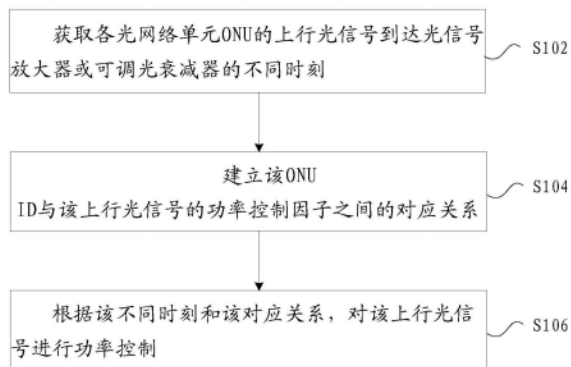 获取各光网络单元ONU的上行光信号到达光信号
放大器或可调光衰减器的不同时刻
S102
建立该ONU
ID与该上行光信号的功率控制因子之间的对应关系
S104
根据该不同时刻和该对应关系，对该上行光信
号进行功率控制
S106